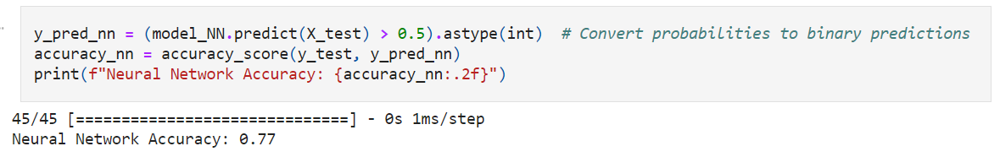 y_pred_nn = (model_NN.predict(X_test) > 0.5).astype(int)  # Convert probabilities to binary predictions
accuracy_nn = accuracy_score(y_test, y_pred_nn)
print(f"Neural Network Accuracy: {accuracy_nn:.2f}")
45/45 [==============================] - 0s 1ms/step
Neural Network Accuracy: 0.77